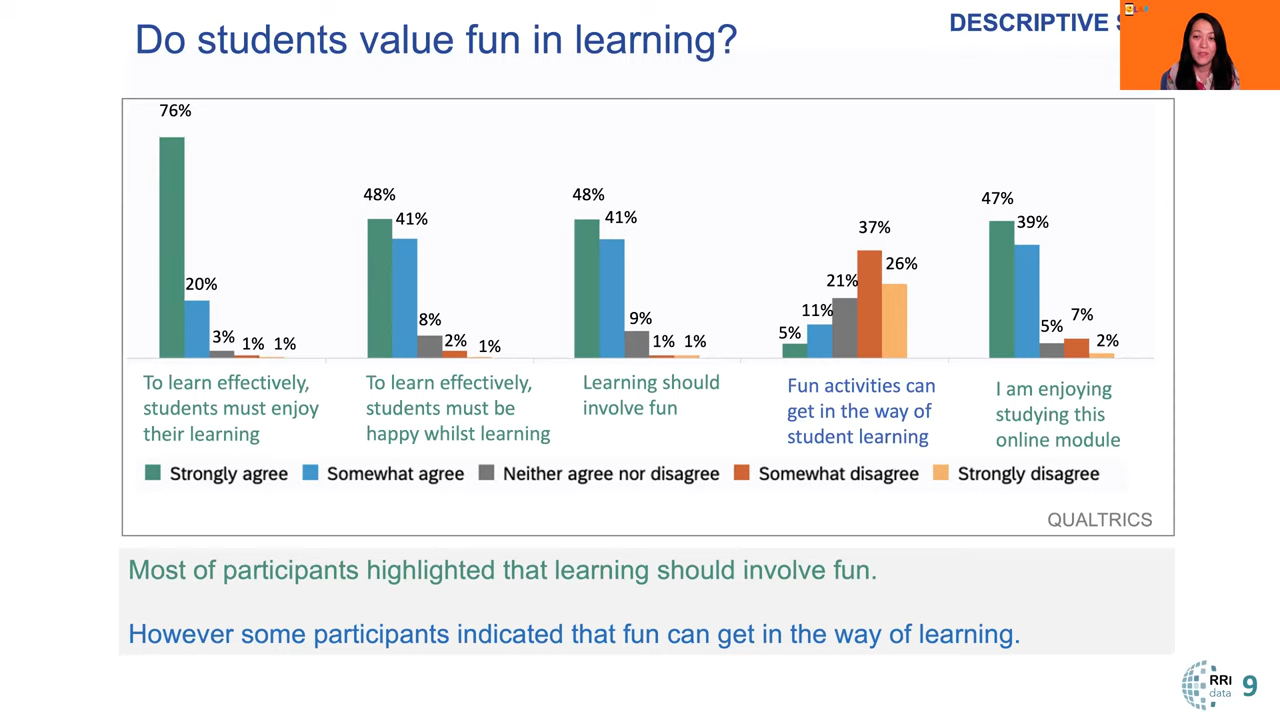 Do students value fun in learning?
DESCRIPTIVE
76%
20%
3%
1%
1%
48%
41%
8%
2%
1%
48%
41%
9%
1%
1%
5%
11%
21%
37%
26%
47%
39%
5%
7%
2%
To learn effectively,
students must enjoy
their learning
To learn effectively,
students must be
happy whilst learning
Learning should
involve fun
Fun activities can
get in the way of
student learning
I am enjoying
studying this
online module
Strongly agree
Somewhat agree
Neither agree nor disagree
Somewhat disagree
Strongly disagree
QUALTRICS
Most of participants highlighted that learning should involve fun.
However some participants indicated that fun can get in the way of learning.
RRI
data
9